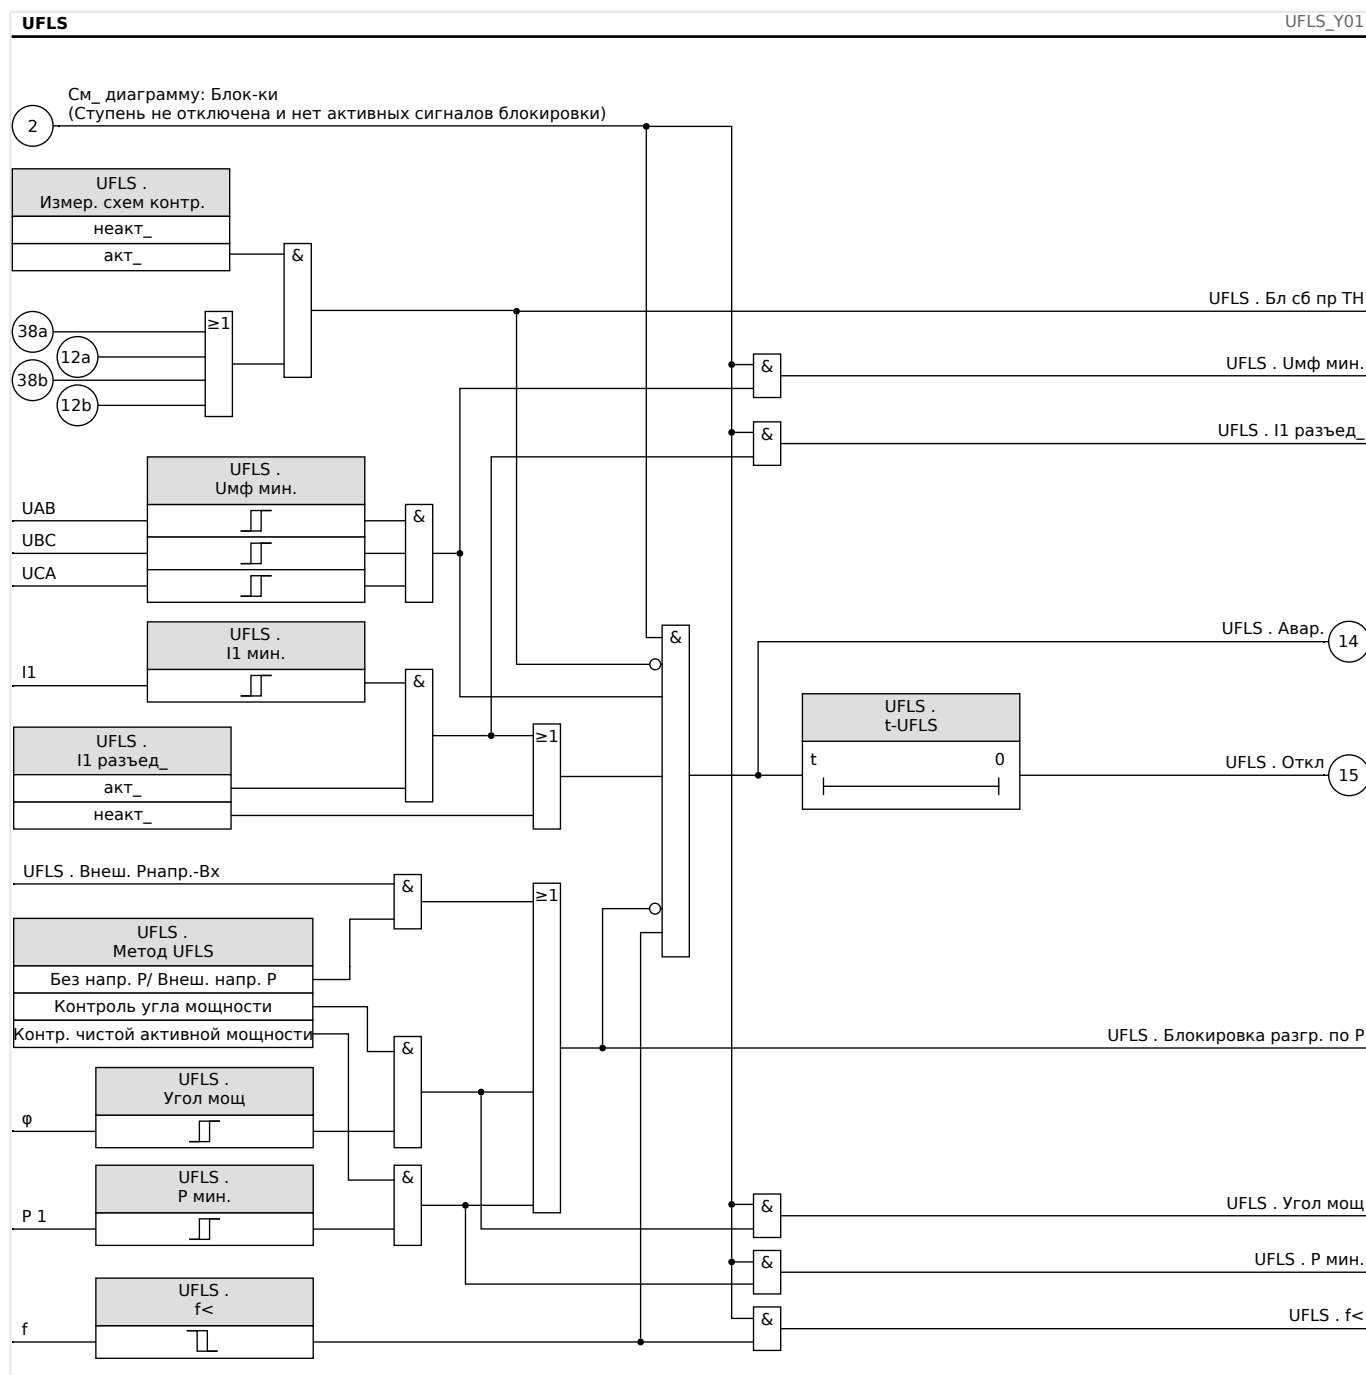 UFLS
UFLS_Y01
См_ диаграмму: Блок-ки
(Ступень не отключена и нет активных сигналов блокировки)
2
UFLS .
Измер. схем контр.
неакт_
акт_
&
UFLS . Бл сб пр ТН
38a
≥1
12a
38b
12b
&
UFLS . Uмф мин.
&
UFLS . I1 разъед_
UFLS .
Uмф мин.
UAB
UBC
UCA
&
UFLS .
I1 мин.
I1
&
&
UFLS . Авар.
14
UFLS .
t-UFLS
t
0
UFLS . Откл
15
UFLS .
I1 разъед_
акт_
неакт_
≥1
UFLS . Внеш. Pнапр.-Вх
&
≥1
UFLS .
Метод UFLS
Без напр. P/ Внеш. напр. P
Контроль угла мощности
Контр. чистой активной мощности
&
UFLS . Блокировка разгр. по P
UFLS .
Угол мощ
φ
UFLS .
P мин.
P 1
&
&
UFLS . Угол мощ
&
UFLS . P мин.
UFLS .
f<
f
&
UFLS . f<